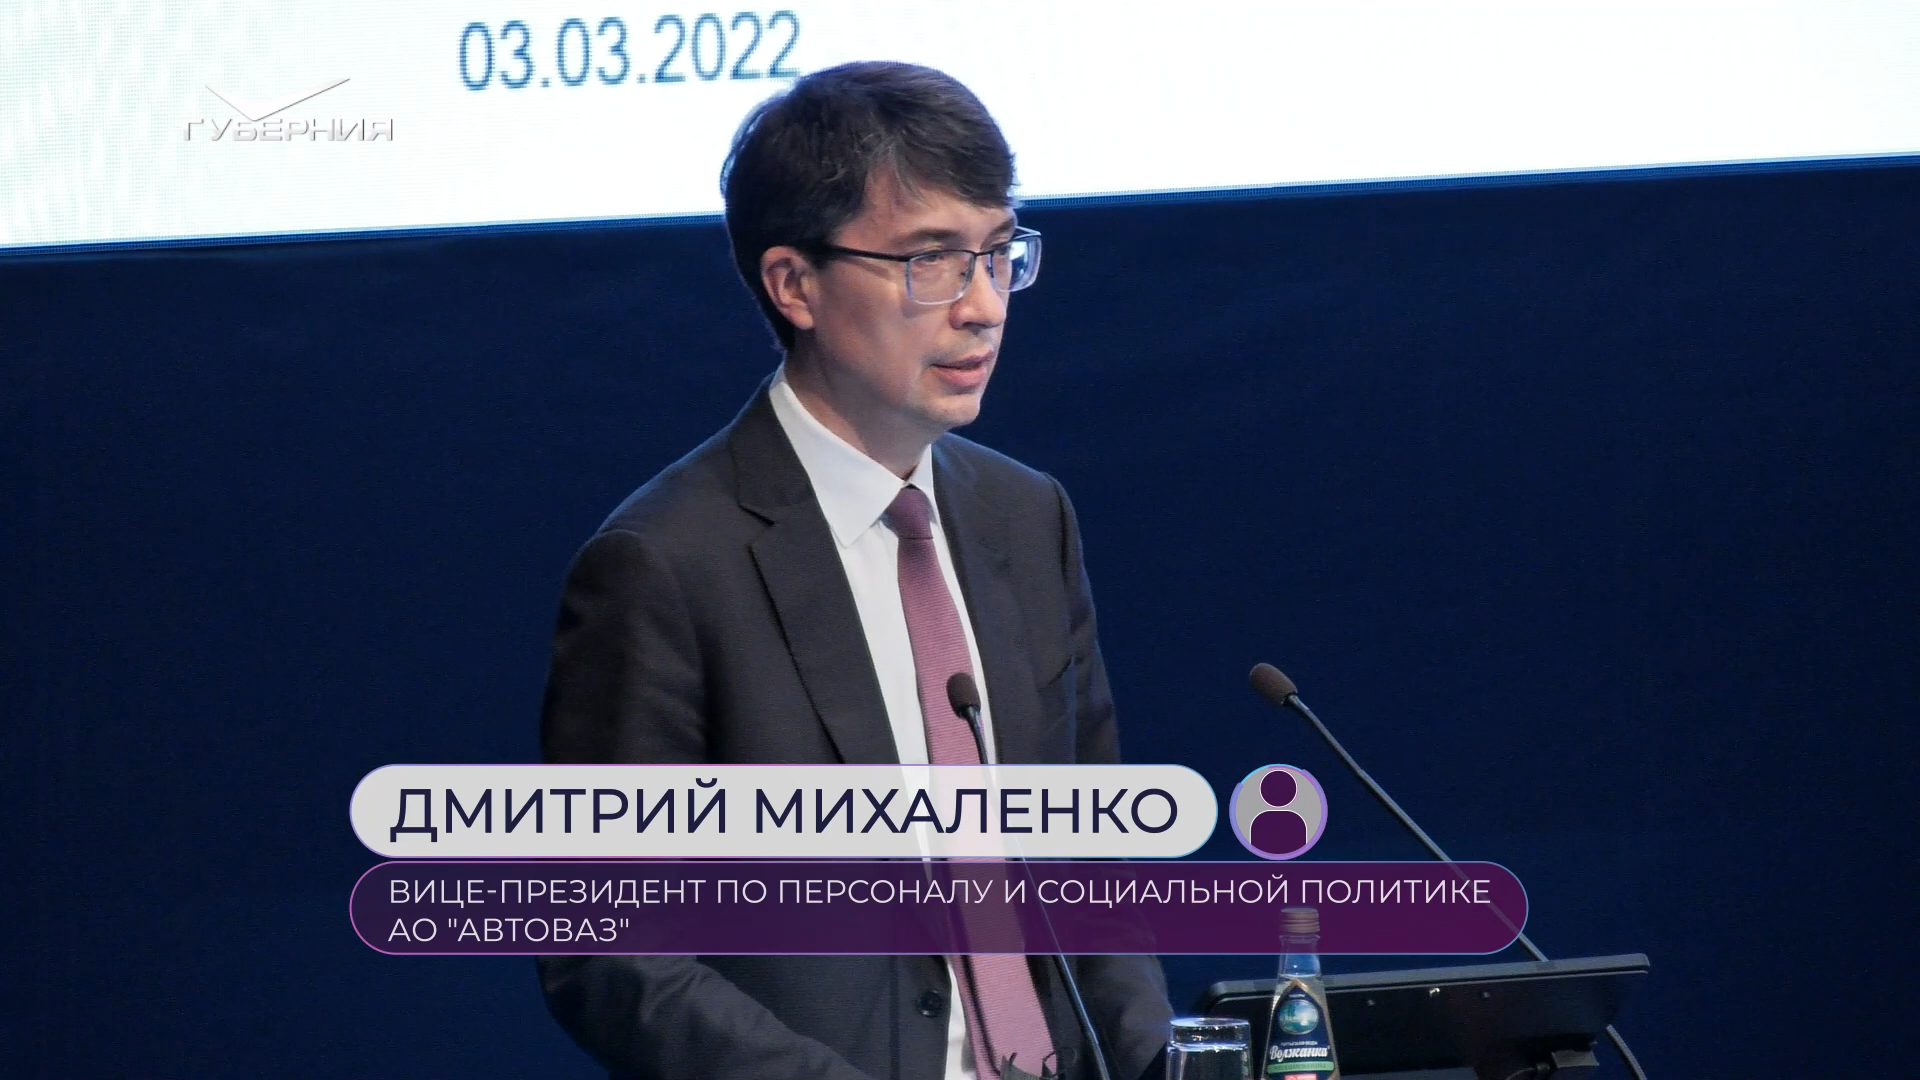 03.03.2022
ГУБЕРНИЯ
ДМИТРИЙ МИХАЛЕНКО
ВИЦЕ-ПРЕЗИДЕНТ ПО ПЕРСОНАЛУ И СОЦИАЛЬНОЙ ПОЛИТИКЕ
АО "АВТОВАЗ"
Волжанка